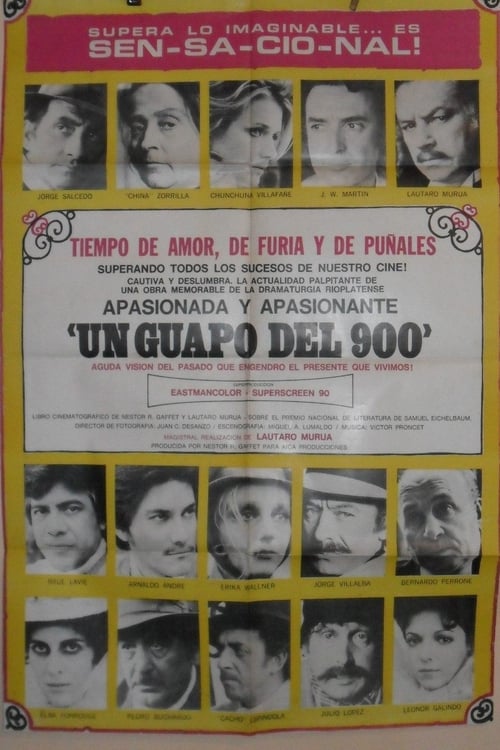 SUPERA LO IMAGINABLE... ES
SEN-SA-CIO-NAL!
JORGE SALCEDO
"CHINA" ZORRILLA
CHUNCHUNA VILLAFAÑE
J. W. MARTIN
LAUTARO MURUA
TIEMPO DE AMOR, DE FURIA Y DE PUÑALES
SUPERANDO TODOS LOS SUCESOS DE NUESTRO CINE!
CAUTIVA Y DESLUMBRA. LA ACTUALIDAD PALPITANTE DE
UNA OBRA MEMORABLE DE LA DRAMATURGIA RIOPLATENSE
APASIONADA Y APASIONANTE
'UN GUAPO DEL 900'
AGUDA VISION DEL PASADO QUE ENGENDRO EL PRESENTE QUE VIVIMOS!
SUPERPRODUCCION
EASTMANCOLOR - SUPERSCREEN 90
LIBRO CINEMATOGRAFICO DE NESTOR R. GAFFET Y LAUTARO MURUA - SOBRE EL PREMIO NACIONAL DE LITERATURA DE SAMUEL EICHELBAUM.
DIRECTOR DE FOTOGRAFIA: JUAN C. DESANZO / ESCENOGRAFIA: MIGUEL A. LUMALDO / MUSICA: VICTOR PRONCET
MAGISTRAL REALIZACION DE LAUTARO MURUA
PRODUCIDA POR NESTOR R. GAFFET PARA AICA PRODUCCIONES
RAUL LAVIE
ARNALDO ANDRE
ERIKA WALLNER
JORGE VILLALBA
BERNARDO PERRONE
ELBA FONROUGE
PEDRO BUCHARDO
"CACHO" ESPINDOLA
JULIO LOPEZ
LEONOR GALINDO